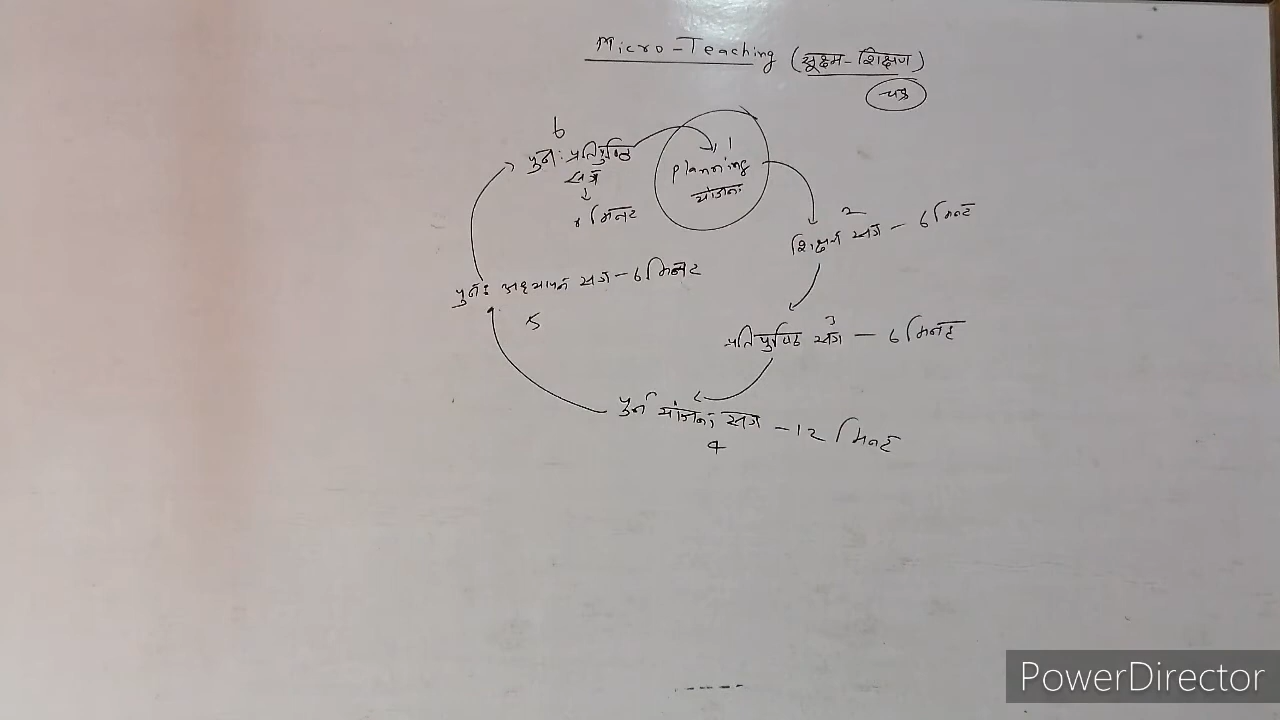 Micro-Teaching (सूक्ष्म-शिक्षण)
चक्र
1
Planning
योजना
2
शिक्षण सत्र - 6 मिनट
3
प्रतिपुष्टि सत्र - 6 मिनट
पुर्न योजना सत्र - 12 मिनट
4
पुनः अध्यापन सत्र - 6 मिनट
5
6
पुनः प्रतिपुष्टि
सत्र
मिनट
PowerDirector